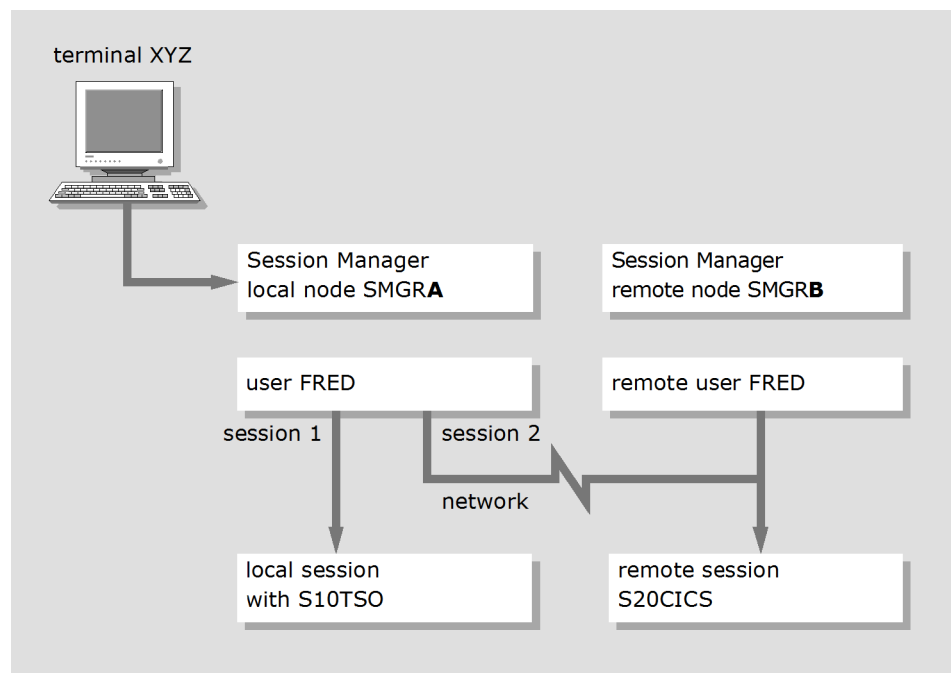 terminal XYZ
Session Manager
local node SMGRA
Session Manager
remote node SMGRB
user FRED
remote user FRED
session 1
session 2
network
local session
with S10TSO
remote session
S20CICS